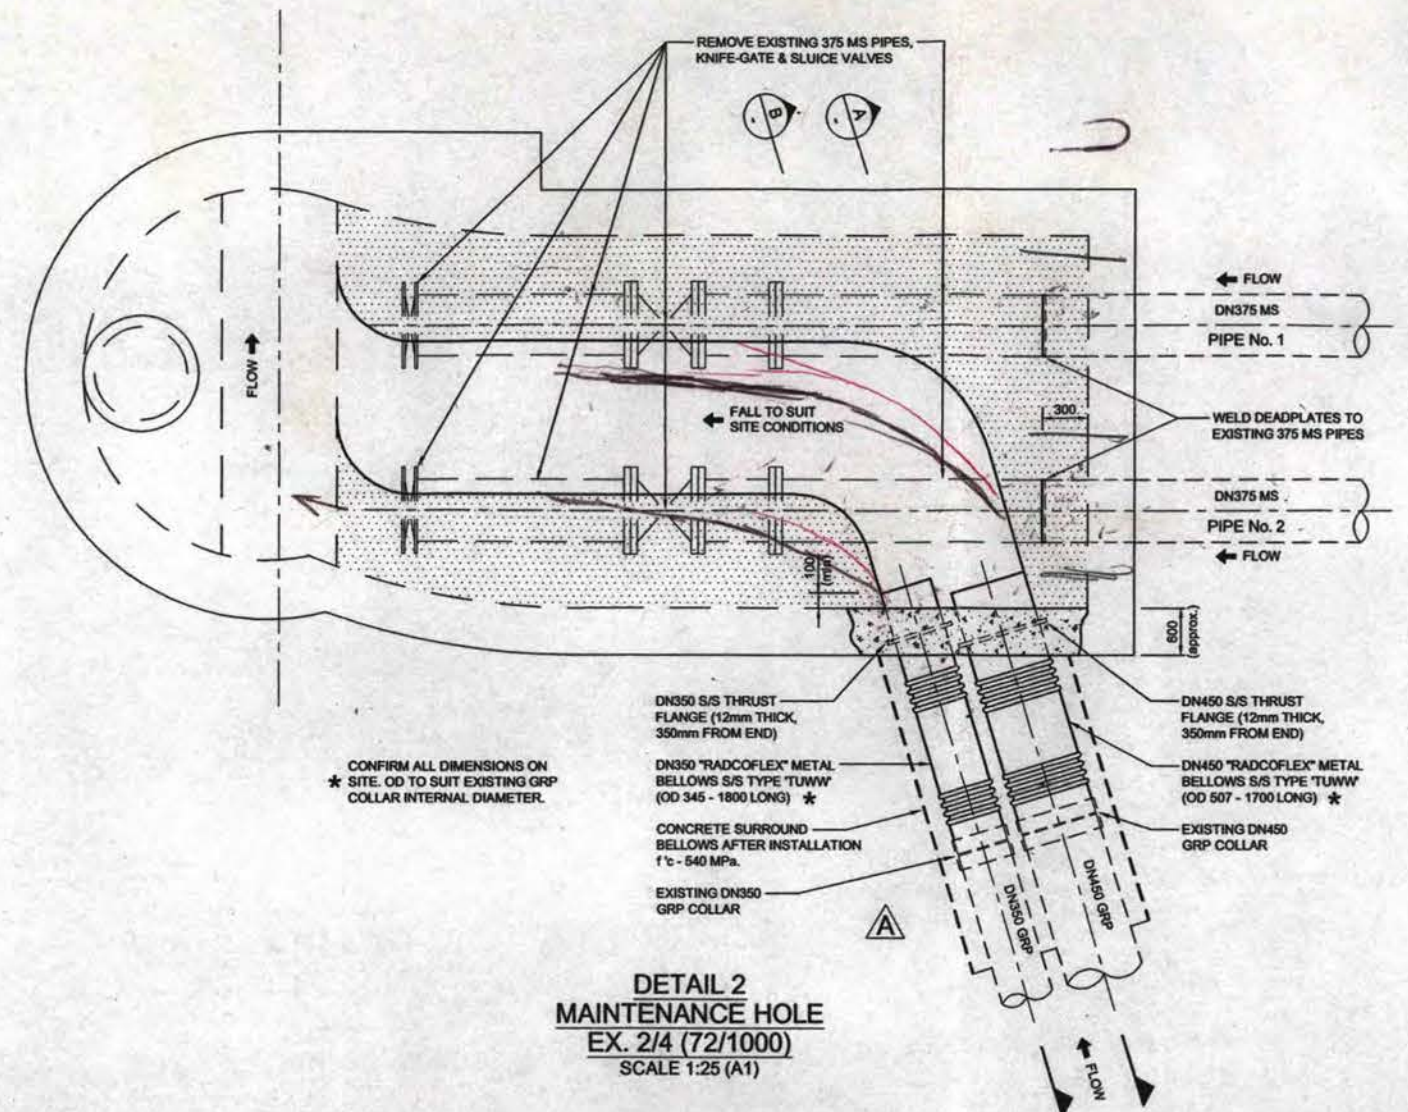 REMOVE EXISTING 375 MS PIPES,
KNIFE-GATE & SLUICE VALVES
B
-
A
-
FLOW
DN375 MS
PIPE No. 1
FLOW
300
WELD DEADPLATES TO
EXISTING 375 MS PIPES
FALL TO SUIT
SITE CONDITIONS
DN375 MS
PIPE No. 2
FLOW
100
(min)
600
(approx.)
DN350 S/S THRUST
FLANGE (12mm THICK,
350mm FROM END)
DN450 S/S THRUST
FLANGE (12mm THICK,
350mm FROM END)
CONFIRM ALL DIMENSIONS ON
* SITE. OD TO SUIT EXISTING GRP
COLLAR INTERNAL DIAMETER.
DN350 "RADCOFLEX" METAL
BELLOWS S/S TYPE 'TUWW'
(OD 345 - 1800 LONG) *
DN450 "RADCOFLEX" METAL
BELLOWS S/S TYPE 'TUWW'
(OD 507 - 1700 LONG) *
CONCRETE SURROUND
BELLOWS AFTER INSTALLATION
f 'c - 540 MPa.
EXISTING DN450
GRP COLLAR
EXISTING DN350
GRP COLLAR
A
DN350 GRP
DN450 GRP
DETAIL 2
MAINTENANCE HOLE
EX. 2/4 (72/1000)
SCALE 1:25 (A1)
FLOW